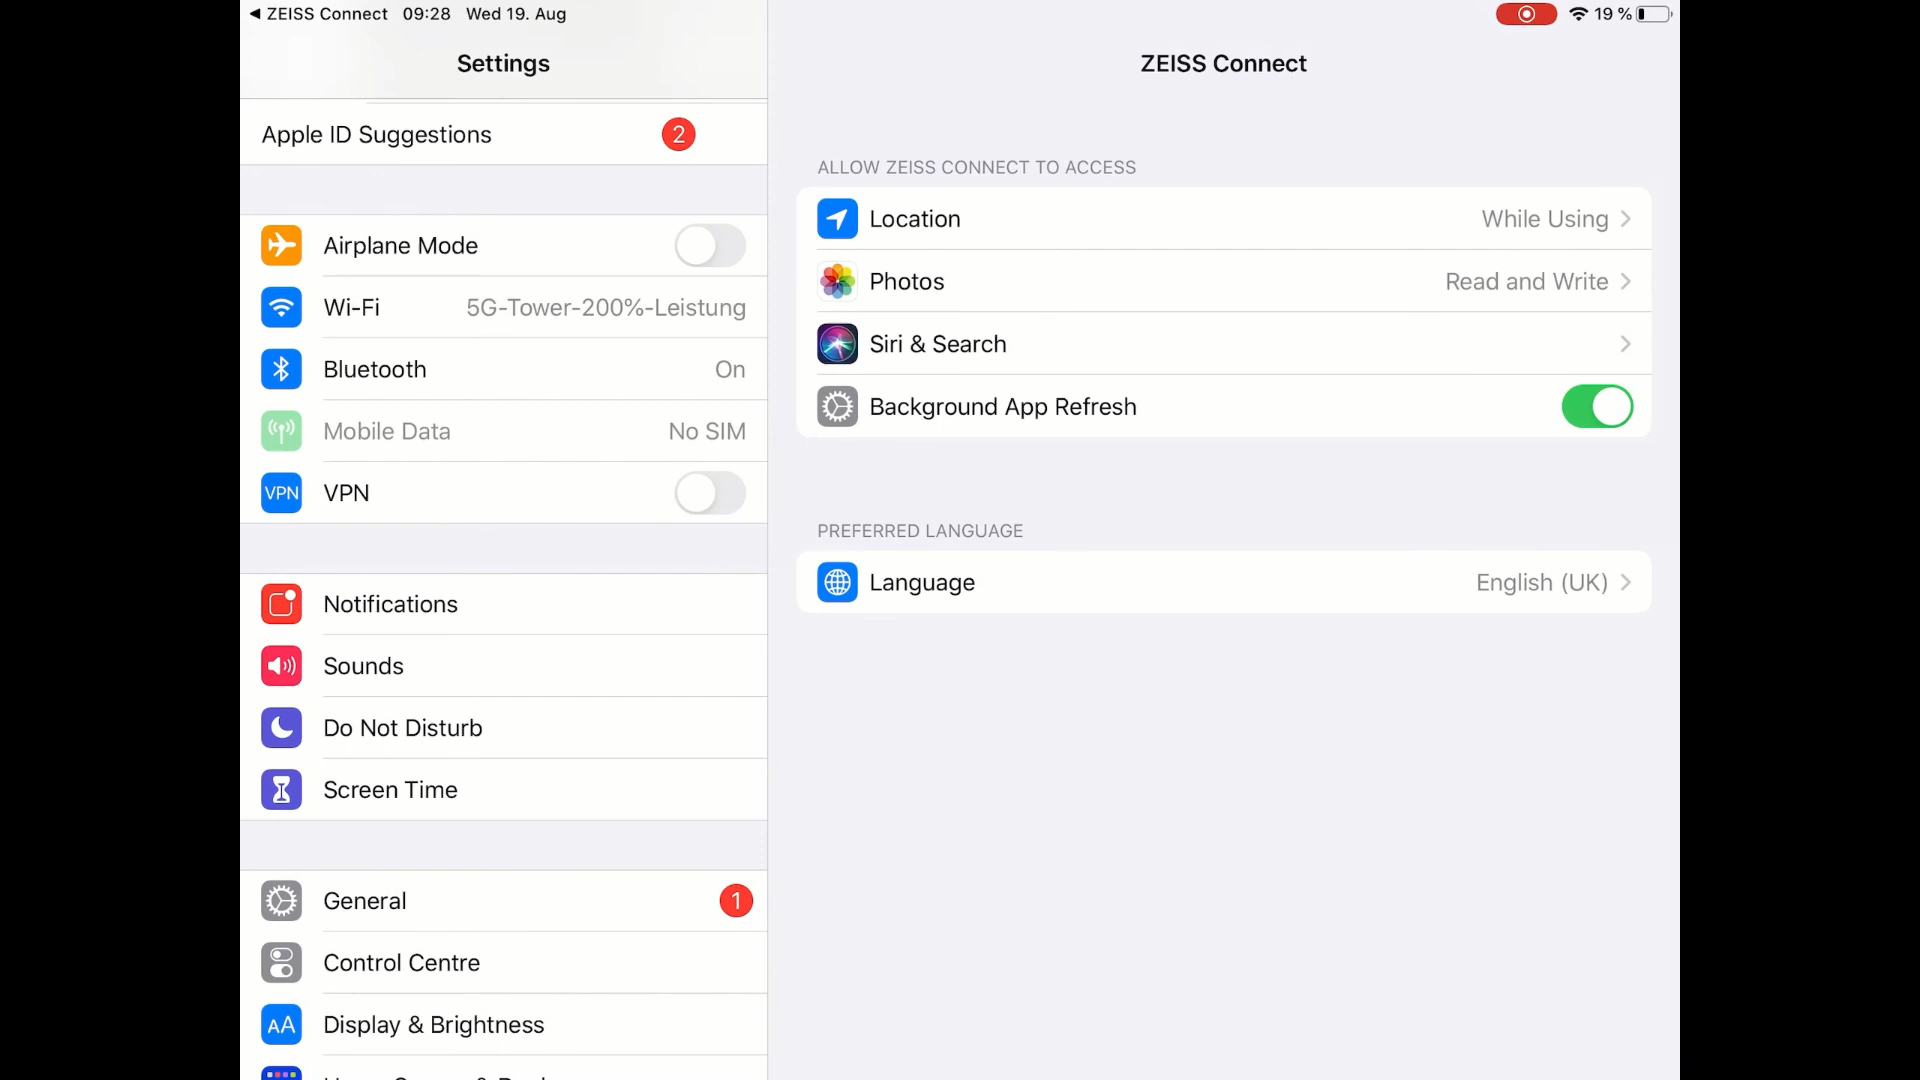 ZEISS Connect 09:28 Wed 19. Aug
19 %
Settings
Apple ID Suggestions 2
Airplane Mode
Wi-Fi 5G-Tower-200%-Leistung
Bluetooth On
Mobile Data No SIM
VPN VPN
Notifications
Sounds
Do Not Disturb
Screen Time
General 1
Control Centre
AA Display & Brightness
ZEISS Connect
ALLOW ZEISS CONNECT TO ACCESS
Location While Using
Photos Read and Write
Siri & Search
Background App Refresh
PREFERRED LANGUAGE
Language English (UK)